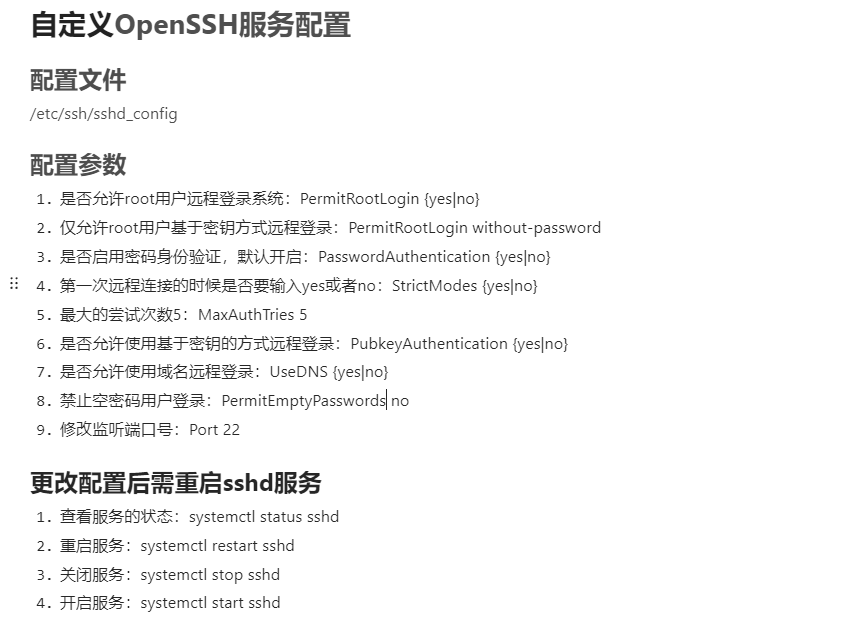 自定义OpenSSH服务配置
配置文件
/etc/ssh/sshd_config
配置参数
1. 是否允许root用户远程登录系统：PermitRootLogin {yes|no}
2. 仅允许root用户基于密钥方式远程登录：PermitRootLogin without-password
3. 是否启用密码身份验证，默认开启：PasswordAuthentication {yes|no}
4. 第一次远程连接的时候是否要输入yes或者no：StrictModes {yes|no}
5. 最大的尝试次数5：MaxAuthTries 5
6. 是否允许使用基于密钥的方式远程登录：PubkeyAuthentication {yes|no}
7. 是否允许使用域名远程登录：UseDNS {yes|no}
8. 禁止空密码用户登录：PermitEmptyPasswords no
9. 修改监听端口号：Port 22
更改配置后需重启sshd服务
1. 查看服务的状态：systemctl status sshd
2. 重启服务：systemctl restart sshd
3. 关闭服务：systemctl stop sshd
4. 开启服务：systemctl start sshd